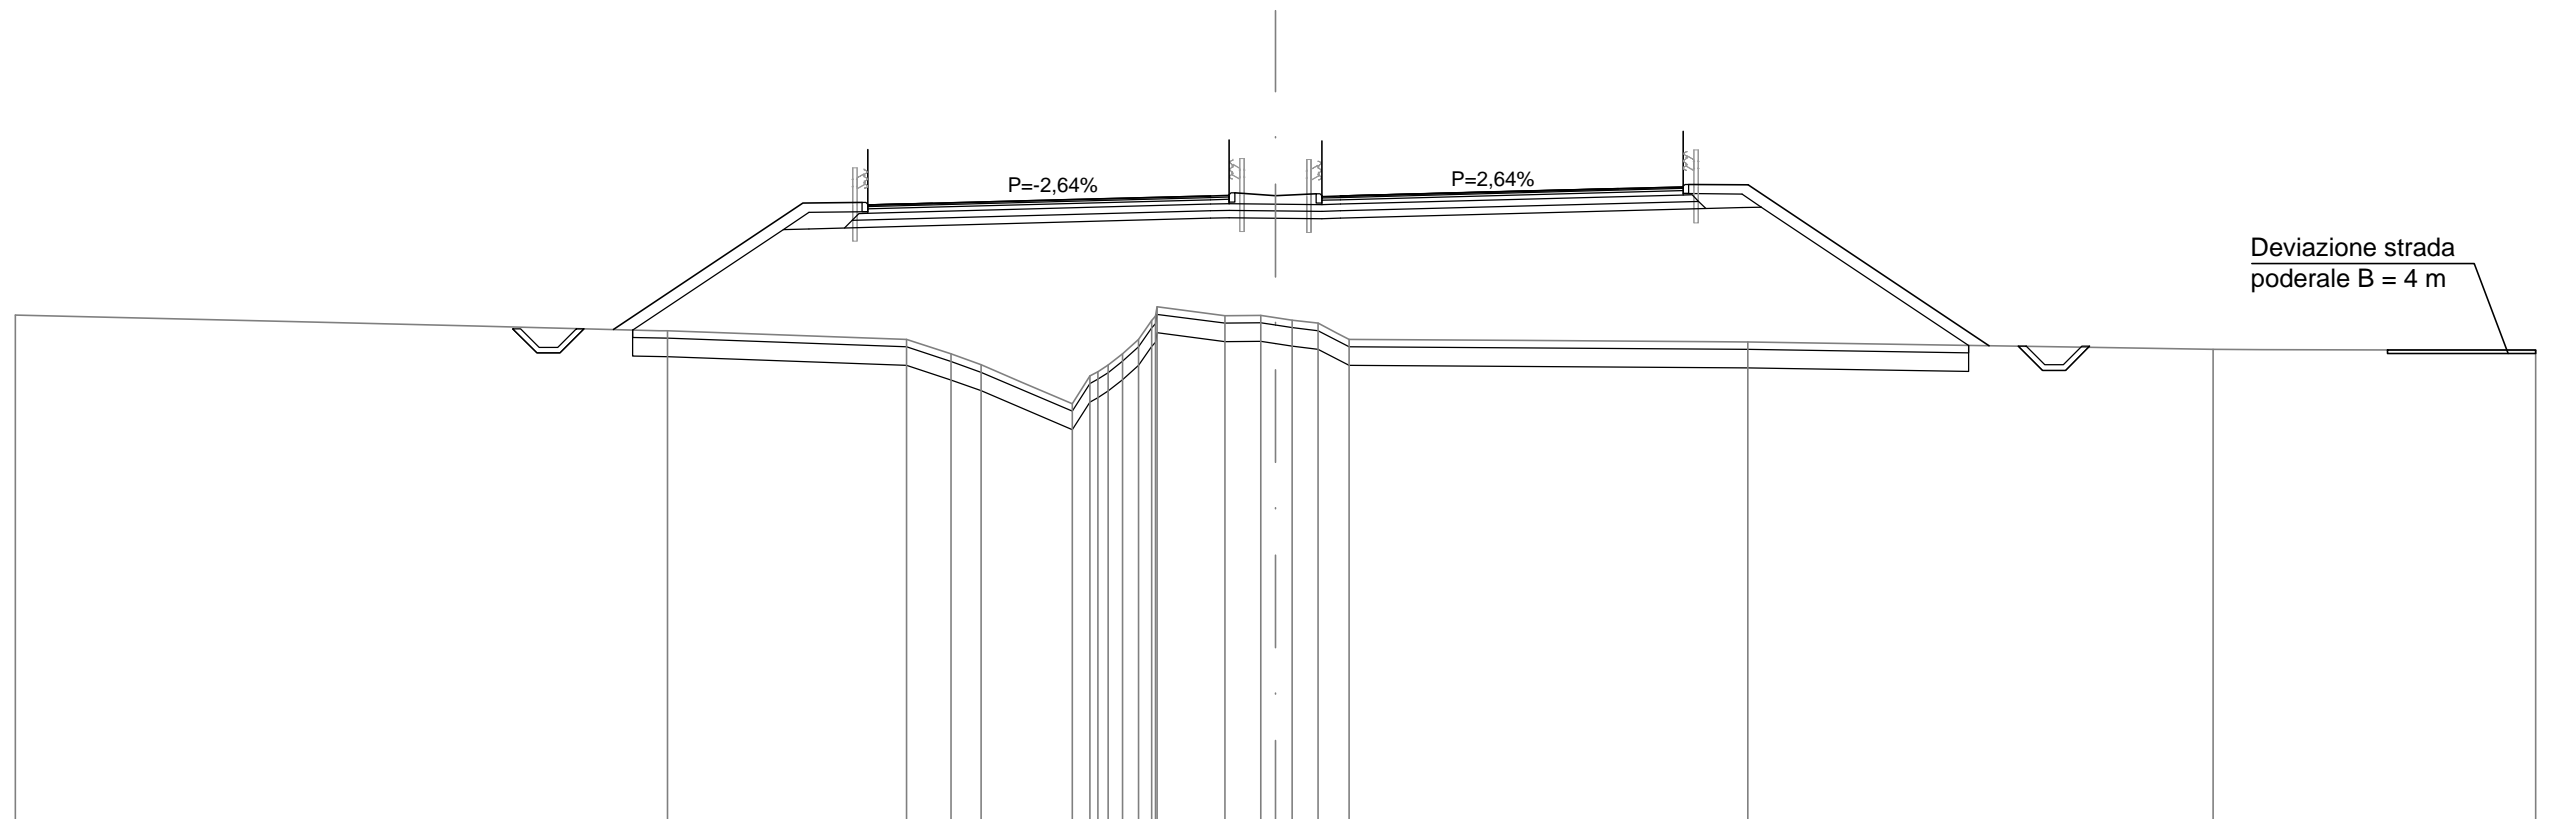 P=-2,64%
P=2,64%
Deviazione strada
poderale B = 4 m